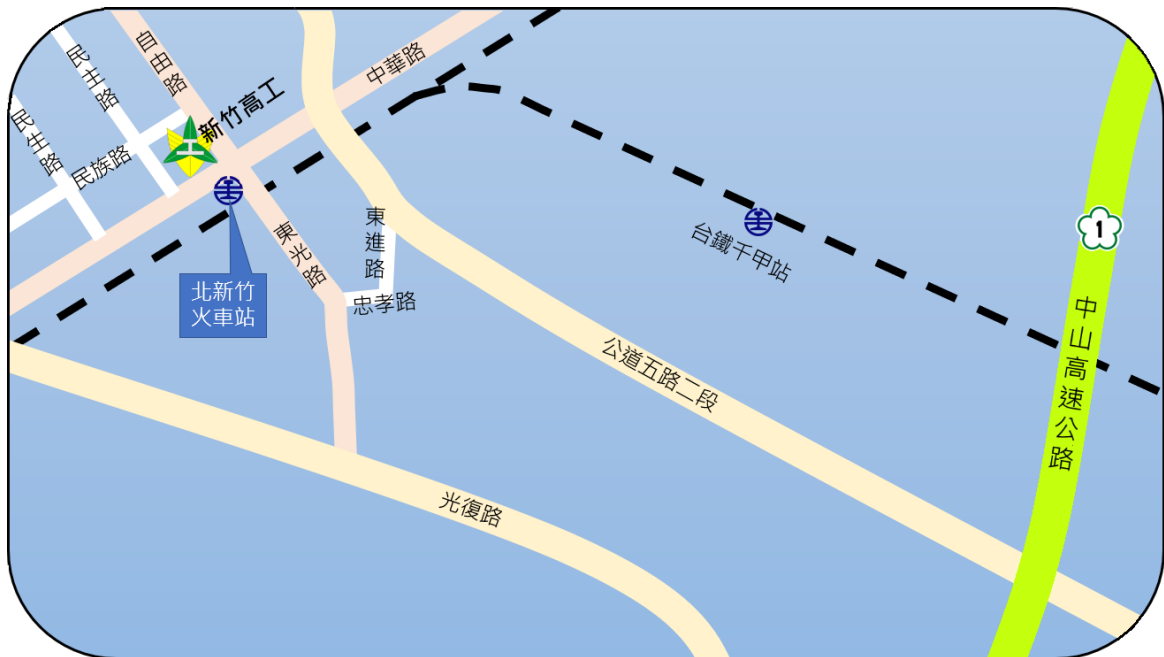 民主路
自由路
中華路
新竹高工
工
民生路
民族路
東進路
東光路
台鐵千甲站
1
北新竹
火車站
忠孝路
中山高速公路
公道五路二段
光復路